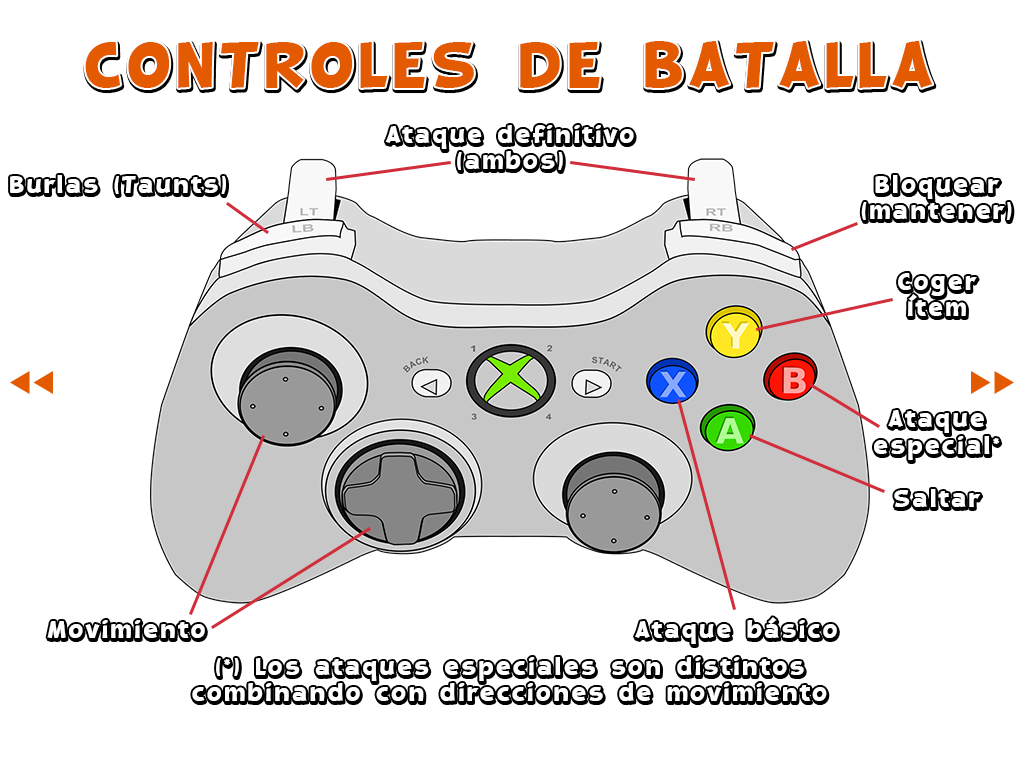 CONTROLES DE BATALLA
Ataque definitivo
(ambos)
Burlas (Taunts)
Bloquear
(mantener)
LT
RT
LB
RB
Coger
ítem
Y
BACK
1
2
START
X
B
3
4
A
Ataque
especial*
Saltar
Movimiento
Ataque básico
(*) Los ataques especiales son distintos
combinando con direcciones de movimiento